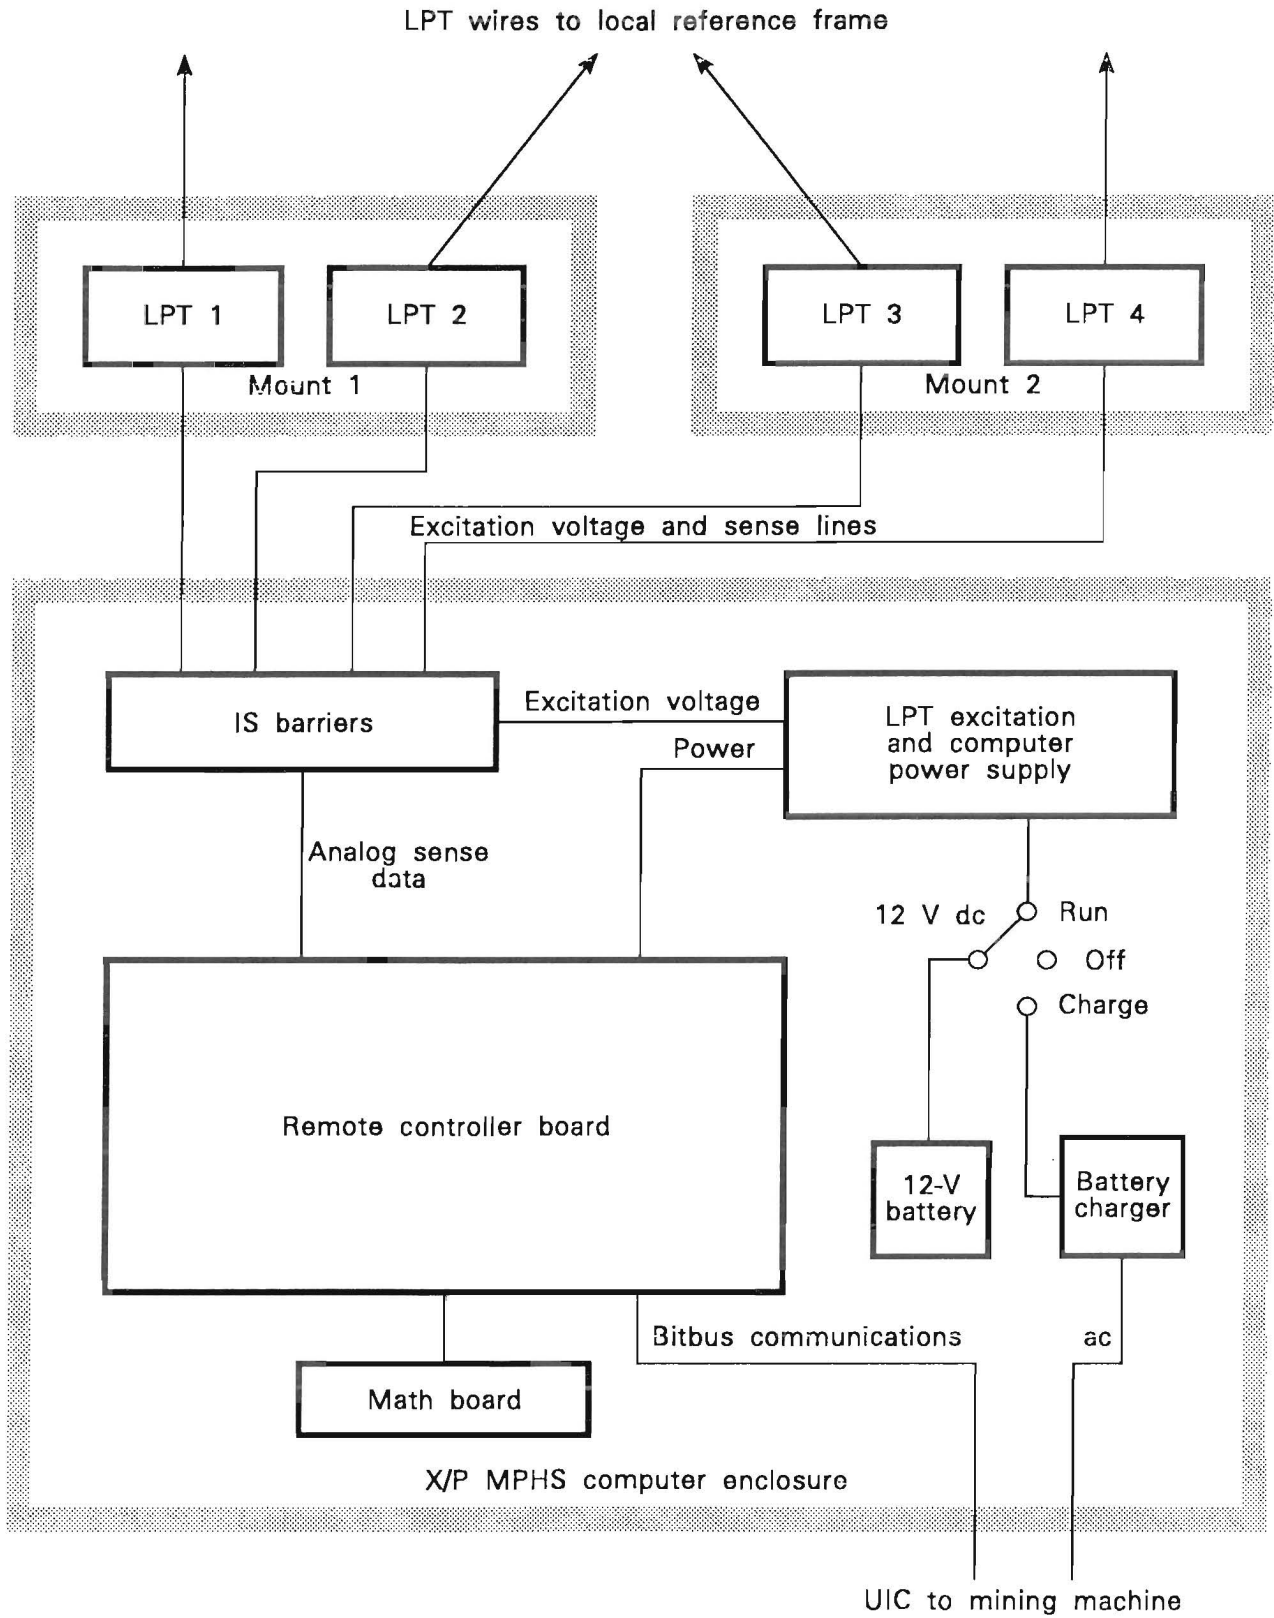 LPT wires to local reference frame
LPT 1
LPT 2
LPT 3
LPT 4
Mount 1
Mount 2
Excitation voltage and sense lines
IS barriers
Excitation voltage
Power
LPT excitation
and computer
power supply
Analog sense
data
12 V dc
Run
Off
Charge
Remote controller board
12-V
battery
Battery
charger
Bitbus communications
ac
Math board
X/P MPHS computer enclosure
UIC to mining machine